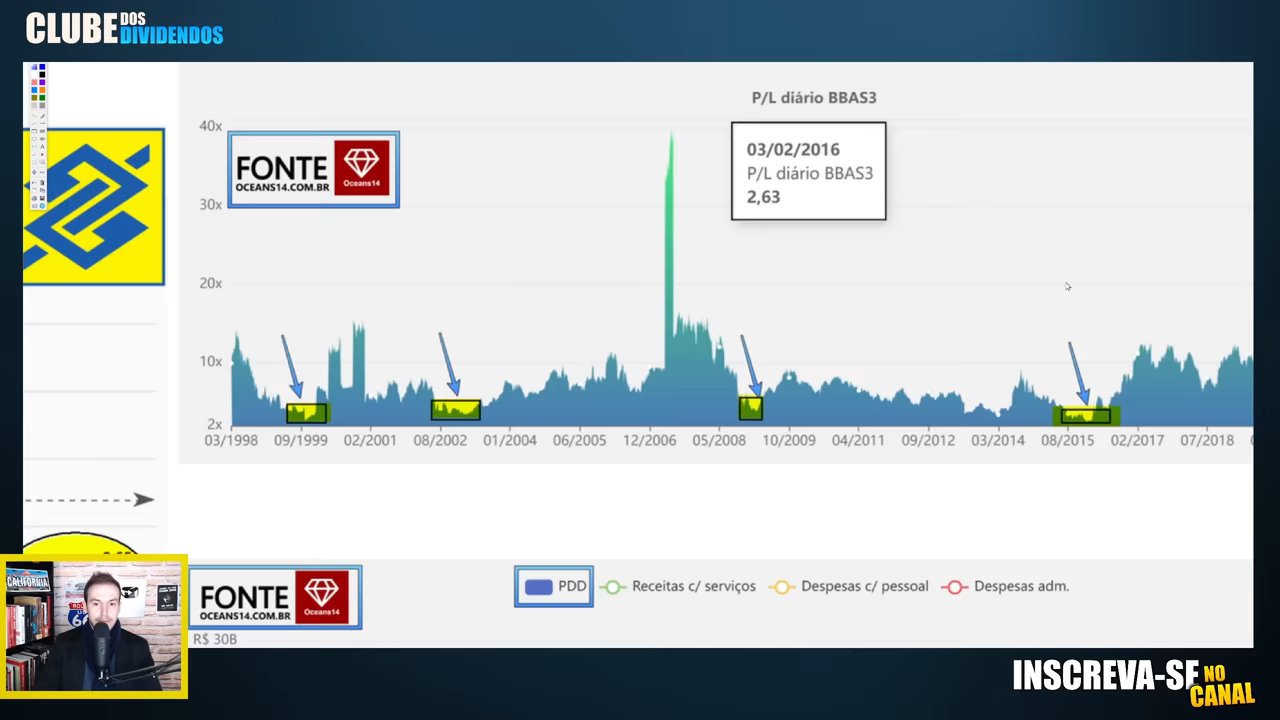 CLUBE DOS DIVIDENDOS
P/L diário BBAS3
40x
FONTE
OCEANS14.COM.BR
Oceans14
03/02/2016
P/L diário BBAS3
2,63
30x
20x
10x
2x
03/1998 09/1999 02/2001 08/2002 01/2004 06/2005 12/2006 05/2008 10/2009 04/2011 09/2012 03/2014 08/2015 02/2017 07/2018
CALIFORNIA
ROUTE
66
FONTE
OCEANS14.COM.BR
Oceans14
PDD Receitas c/ serviços Despesas c/ pessoal Despesas adm.
R$ 30B
INSCREVA-SE NO CANAL